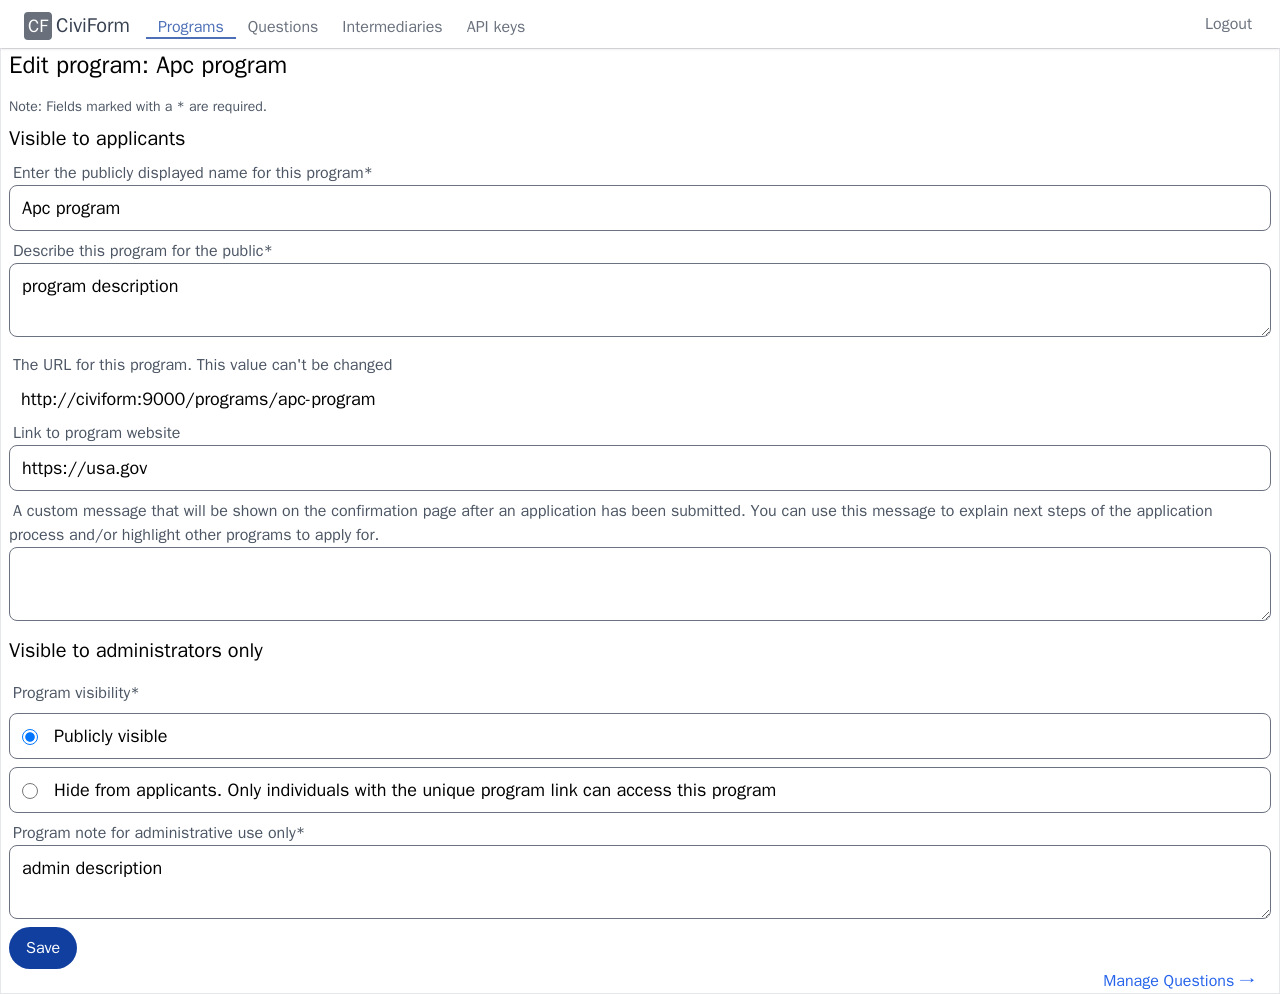 CF CiviForm Programs Questions Intermediaries API keys Logout
Edit program: Apc program
Note: Fields marked with a * are required.
Visible to applicants
Enter the publicly displayed name for this program*
Apc program
Describe this program for the public*
program description
The URL for this program. This value can't be changed
http://civiform:9000/programs/apc-program
Link to program website
https://usa.gov
A custom message that will be shown on the confirmation page after an application has been submitted. You can use this message to explain next steps of the application
process and/or highlight other programs to apply for.
Visible to administrators only
Program visibility*
Publicly visible
Hide from applicants. Only individuals with the unique program link can access this program
Program note for administrative use only*
admin description
Save
Manage Questions →